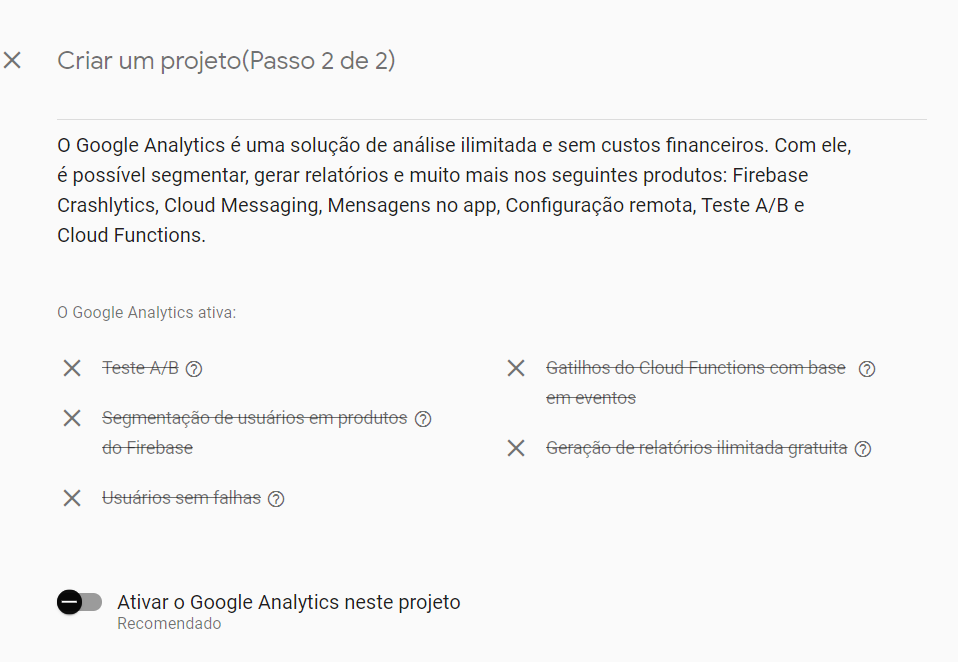 Criar um projeto(Passo 2 de 2)
O Google Analytics é uma solução de análise ilimitada e sem custos financeiros. Com ele,
é possível segmentar, gerar relatórios e muito mais nos seguintes produtos: Firebase
Crashlytics, Cloud Messaging, Mensagens no app, Configuração remota, Teste A/B e
Cloud Functions.
O Google Analytics ativa:
Teste A/B
Segmentação de usuários em produtos
do Firebase
Usuários sem falhas
Gatilhos do Cloud Functions com base
em eventos
Geração de relatórios ilimitada gratuita
Ativar o Google Analytics neste projeto
Recomendado